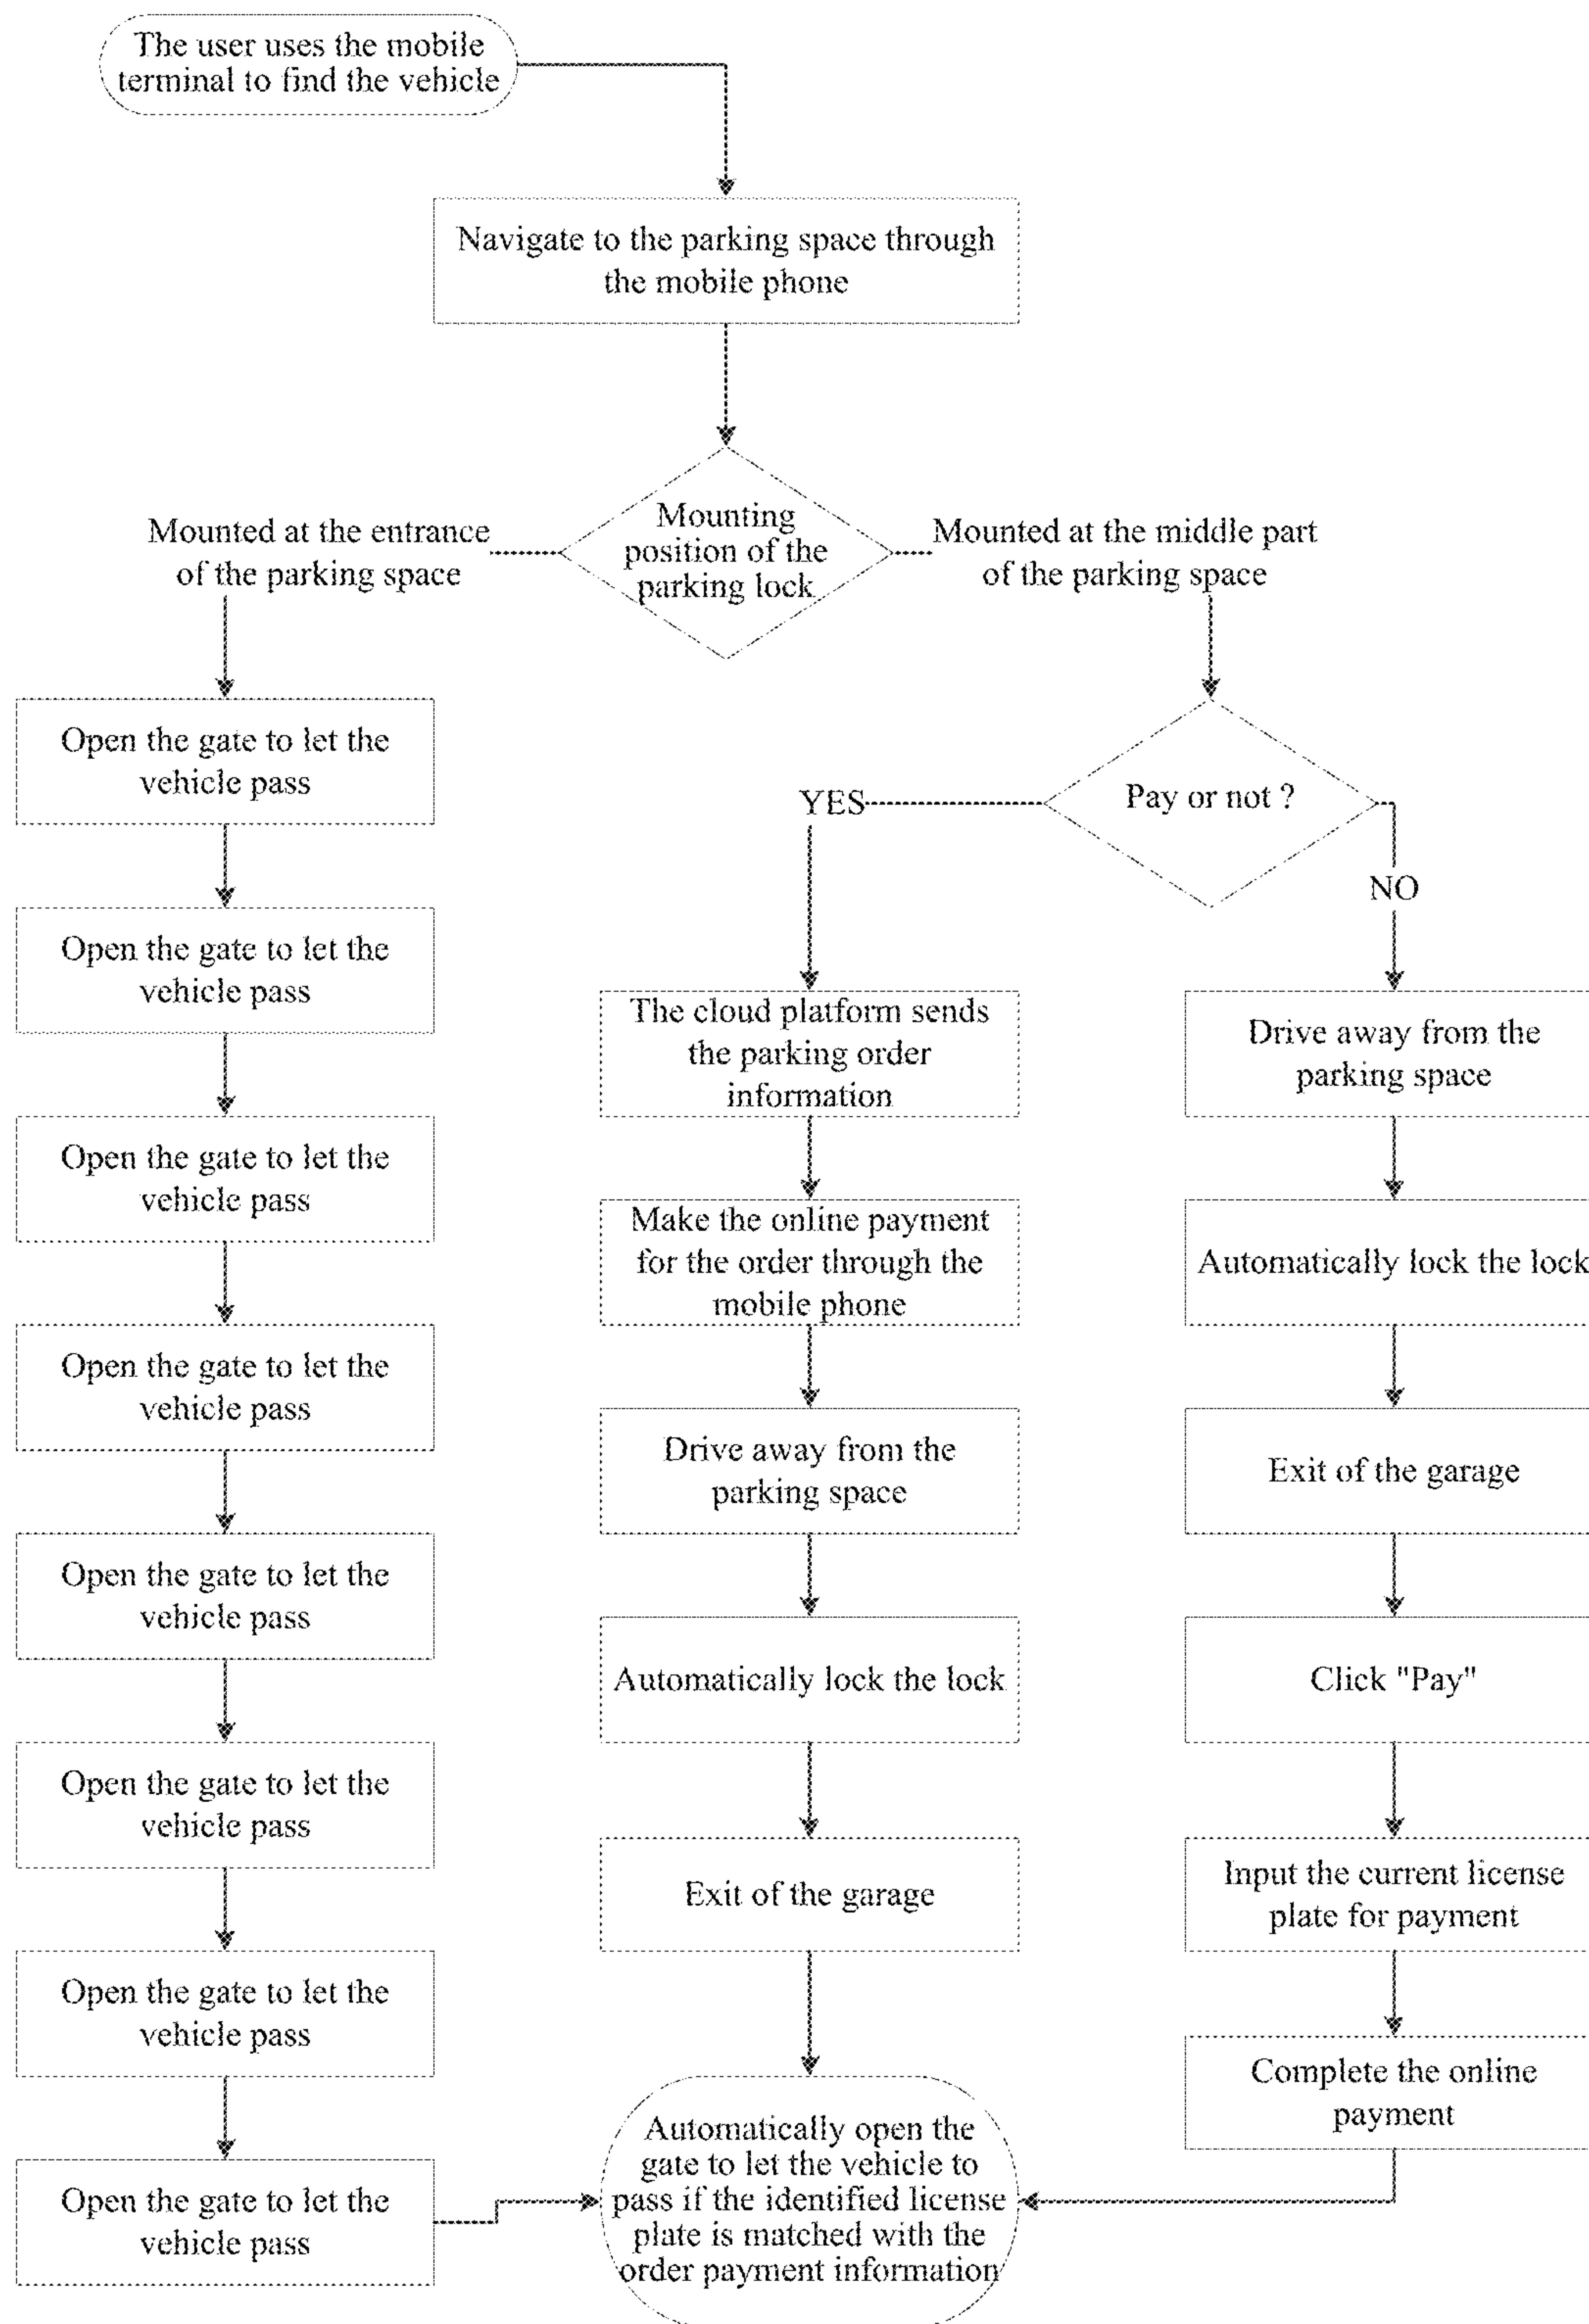 The user uses the mobile
terminal to find the vehicle
Navigate to the parking space through
the mobile phone
Mounting
position of the
parking lock
Mounted at the entrance
of the parking space
Mounted at the middle part
of the parking space
Open the gate to let the
vehicle pass
Open the gate to let the
vehicle pass
Open the gate to let the
vehicle pass
Open the gate to let the
vehicle pass
Open the gate to let the
vehicle pass
Open the gate to let the
vehicle pass
Open the gate to let the
vehicle pass
Open the gate to let the
vehicle pass
Pay or not ?
YES
NO
The cloud platform sends
the parking order
information
Make the online payment
for the order through the
mobile phone
Drive away from the
parking space
Automatically lock the lock
Exit of the garage
Drive away from the
parking space
Automatically lock the lock
Exit of the garage
Click "Pay"
Input the current license
plate for payment
Complete the online
payment
Automatically open the
gate to let the vehicle to
pass if the identified license
plate is matched with the
order payment information